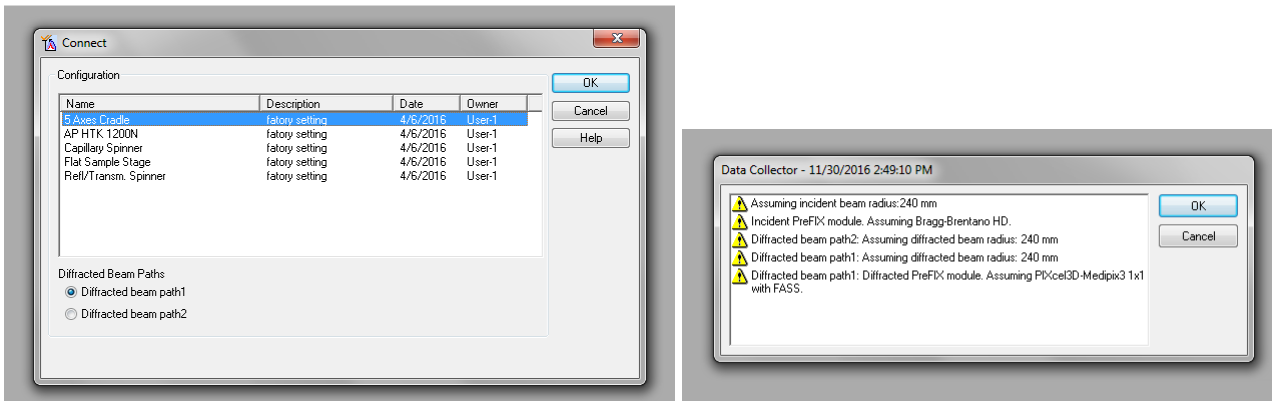 Connect
Configuration
Name Description Date Owner
5 Axes Cradle fatory setting 4/6/2016 User-1
AP HTK 1200N fatory setting 4/6/2016 User-1
Capillary Spinner fatory setting 4/6/2016 User-1
Flat Sample Stage fatory setting 4/6/2016 User-1
Refl/Transm. Spinner fatory setting 4/6/2016 User-1
OK
Cancel
Help
Diffracted Beam Paths
Diffracted beam path1
Diffracted beam path2
Data Collector - 11/30/2016 2:49:10 PM
Assuming incident beam radius:240 mm
Incident PreFIX module. Assuming Bragg-Brentano HD.
Diffracted beam path2: Assuming diffracted beam radius: 240 mm
Diffracted beam path1: Assuming diffracted beam radius: 240 mm
Diffracted beam path1: Diffracted PreFIX module. Assuming PIXcel3D-Medipix3 1x1
with FASS.
OK
Cancel